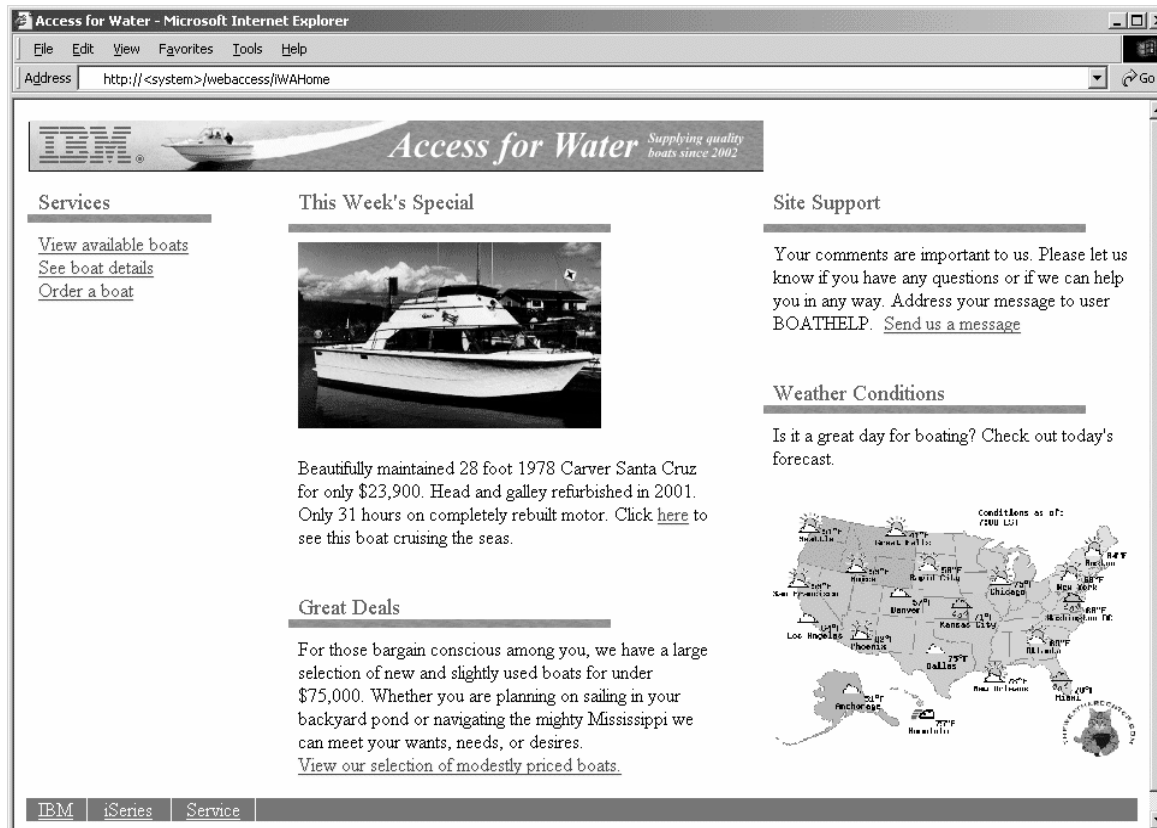 Access for Water - Microsoft Internet Explorer
File Edit View Favorites Tools Help
Address http://<system>/webaccess/iWAHome Go
IBM® Access for Water Supplying quality
boats since 2002
Services
View available boats
See boat details
Order a boat
This Week's Special
Beautifully maintained 28 foot 1978 Carver Santa Cruz
for only $23,900. Head and galley refurbished in 2001.
Only 31 hours on completely rebuilt motor. Click here to
see this boat cruising the seas.
Great Deals
For those bargain conscious among you, we have a large
selection of new and slightly used boats for under
$75,000. Whether you are planning on sailing in your
backyard pond or navigating the mighty Mississippi we
can meet your wants, needs, or desires.
View our selection of modestly priced boats.
Site Support
Your comments are important to us. Please let us
know if you have any questions or if we can help
you in any way. Address your message to user
BOATHELP. Send us a message
Weather Conditions
Is it a great day for boating? Check out today's
forecast.
Conditions as of:
Seattle
Great Falls
Boston
Boise
Rapid City
San Francisco
Chicago
New York
Denver
Kansas City
Washington DC
Los Angeles
Phoenix
Atlanta
Dallas 75°F
New Orleans
Miami
Anchorage 51°F
Honolulu
IBM iSeries Service